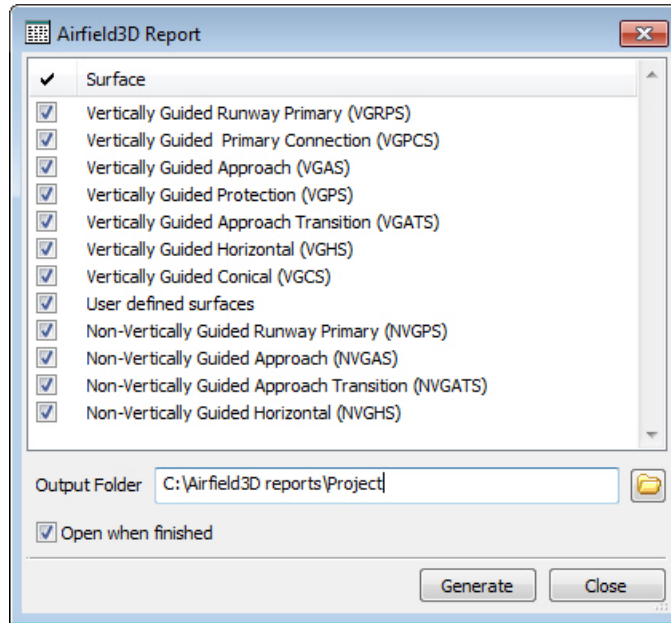 Airfield3D Report
Surface
Vertically Guided Runway Primary (VGRPS)
Vertically Guided  Primary Connection (VGPCS)
Vertically Guided Approach (VGAS)
Vertically Guided Protection (VGPS)
Vertically Guided Approach Transition (VGATS)
Vertically Guided Horizontal (VGHS)
Vertically Guided Conical (VGCS)
User defined surfaces
Non-Vertically Guided Runway Primary (NVGPS)
Non-Vertically Guided Approach (NVGAS)
Non-Vertically Guided Approach Transition (NVGATS)
Non-Vertically Guided Horizontal (NVGHS)
Output Folder C:\Airfield3D reports\Project
Open when finished
Generate Close